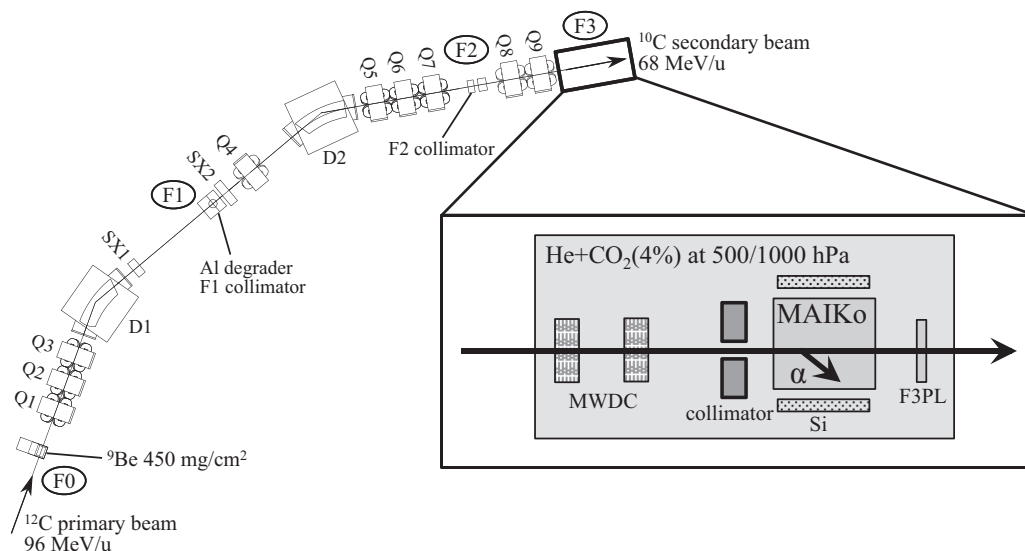 F3
¹⁰C secondary beam
68 MeV/u
Q9
Q8
F2
Q7
Q6
Q5
F2 collimator
D2
Q4
SX2
F1
Al degrader
F1 collimator
SX1
D1
Q3
Q2
Q1
⁹Be 450 mg/cm²
F0
¹²C primary beam
96 MeV/u
He+CO₂(4%) at 500/1000 hPa
MAIKo
α
MWDC
collimator
Si
F3PL